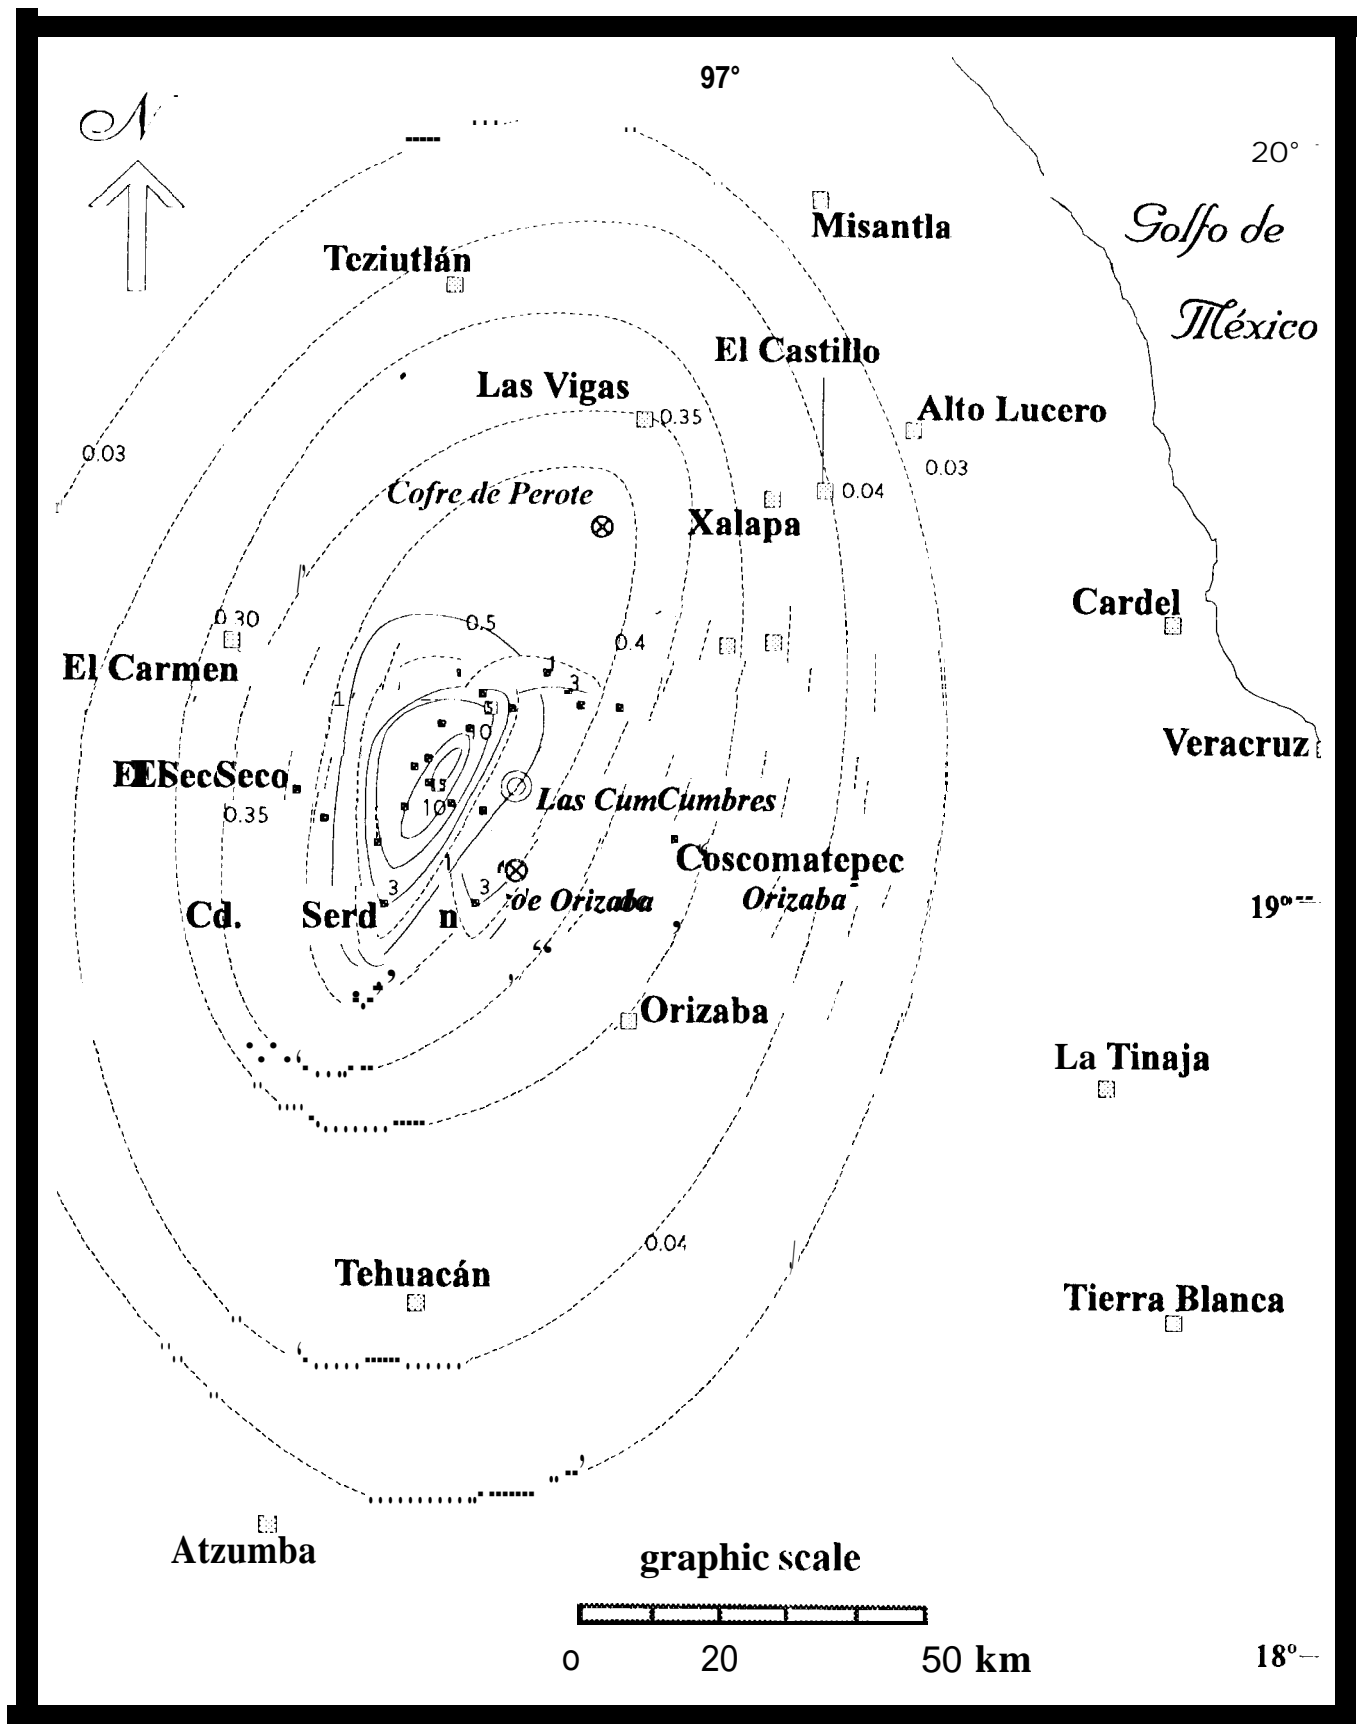 97°
N
20°
Golfo de
Misantla
Teziutlán
México
El Castillo
Las Vigas
0.35
Alto Lucero
0.03
0.03
Cofre de Perote
0.04
Xalapa
Cardel
0.30
0.5
0.4
El Carmen
1
3
1
5
10
Veracruz
Seco
15
Las CumCumbres
10
0.35
Coscomatepec
3
3
Orizaba
de Orizaba
19°
Cd. Serd n
Orizaba
La Tinaja
0.04
Tehuacán
Tierra Blanca
Atzumba
graphic scale
0 20 50 km
18°